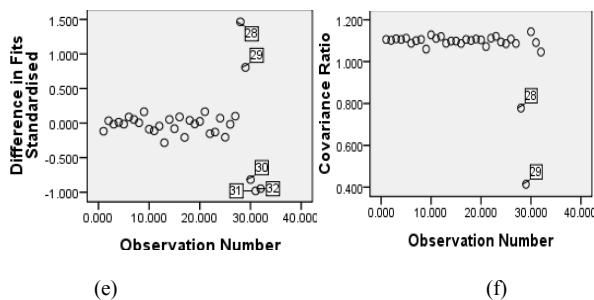 1.500
1.000
0.500
0.000
-0.500
-1.000
0.000 10.000 20.000 30.000 40.000
Difference in Fits
Standardised
Observation Number
28
29
30
31
32
(e)
1.200
1.000
0.800
0.600
0.400
0.000 10.000 20.000 30.000 40.000
Covariance Ratio
Observation Number
28
29
(f)